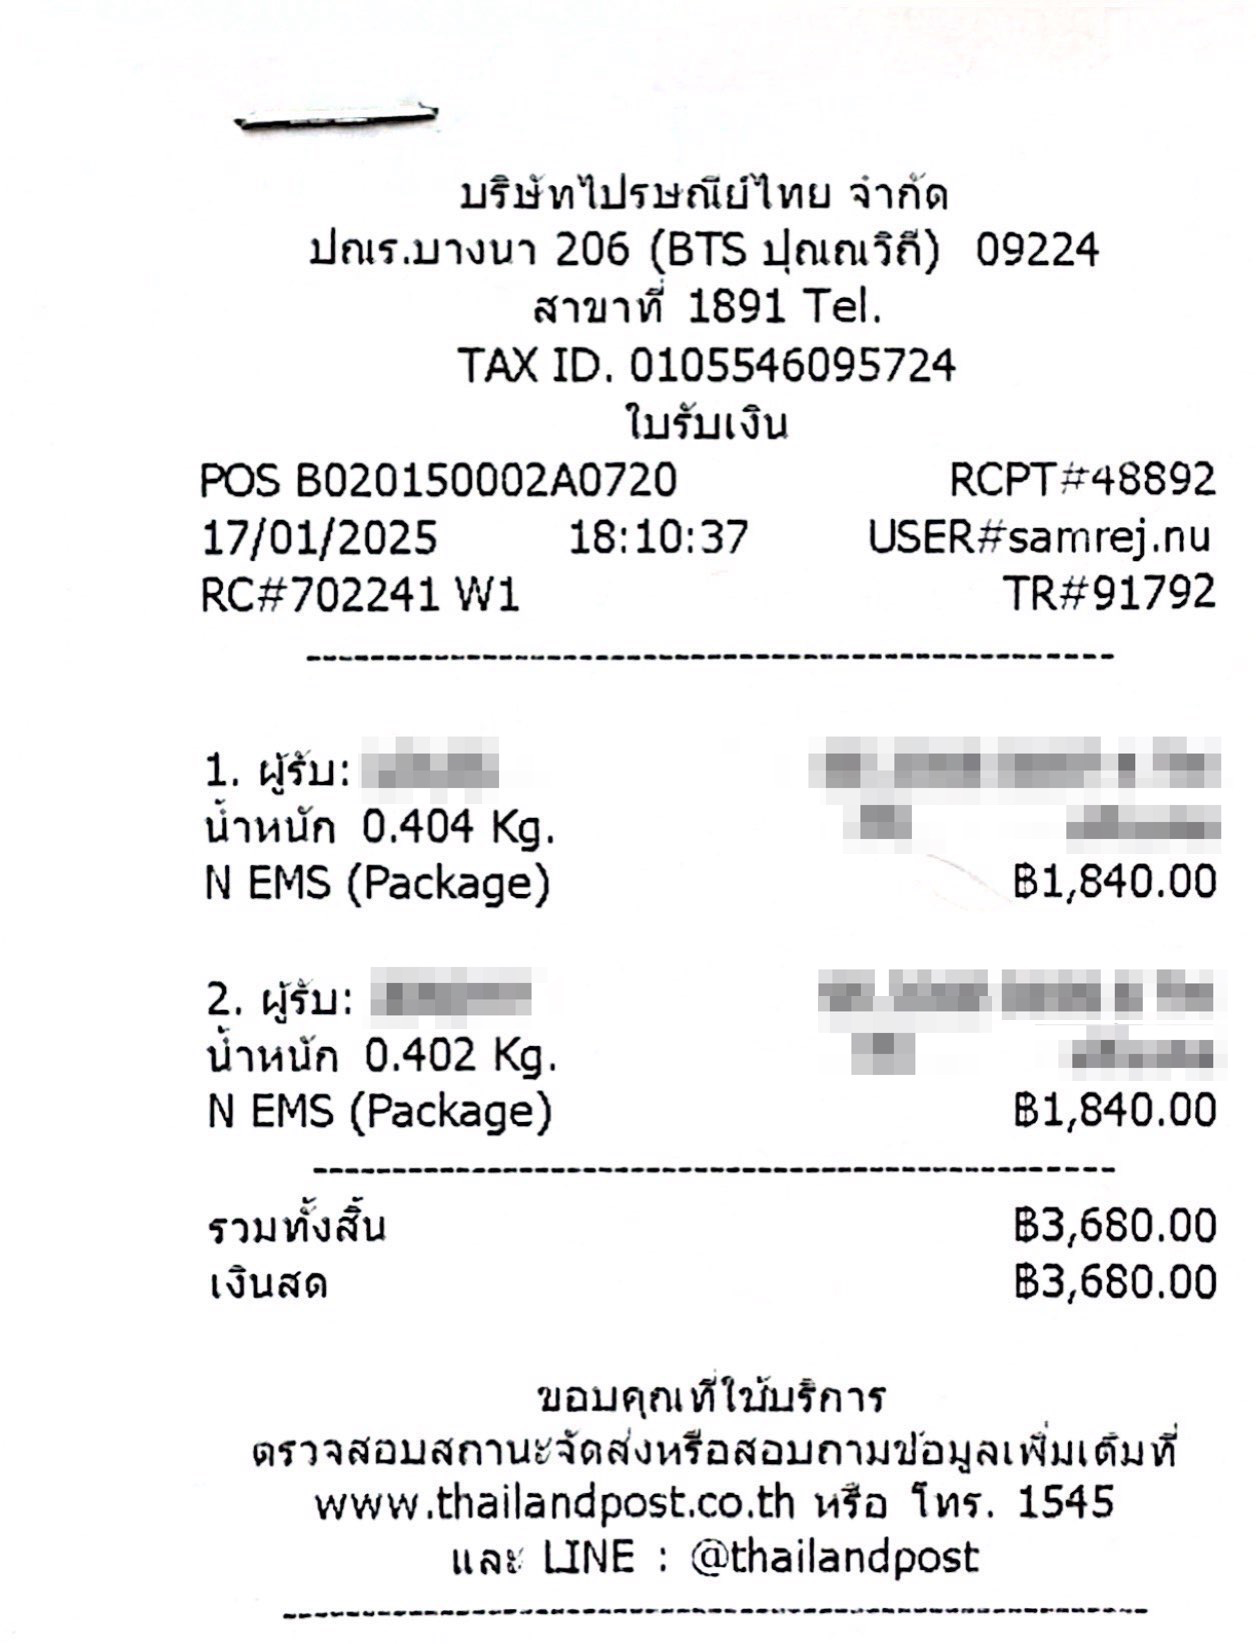 บริษัทไปรษณีย์ไทย จำกัด
ปณร.บางนา 206 (BTS ปุณณวิถี) 09224
สาขาที่ 1891 Tel.
TAX ID. 0105546095724
ใบรับเงิน
POS B020150002A0720 RCPT#48892
17/01/2025 18:10:37 USER#samrej.nu
RC#702241 W1 TR#91792
1. ผู้รับ:
น้ำหนัก 0.404 Kg.
N EMS (Package) ฿1,840.00
2. ผู้รับ:
น้ำหนัก 0.402 Kg.
N EMS (Package) ฿1,840.00
รวมทั้งสิ้น ฿3,680.00
เงินสด ฿3,680.00
ขอบคุณที่ใช้บริการ
ตรวจสอบสถานะจัดส่งหรือสอบถามข้อมูลเพิ่มเติมที่
www.thailandpost.co.th หรือ โทร. 1545
และ LINE : @thailandpost